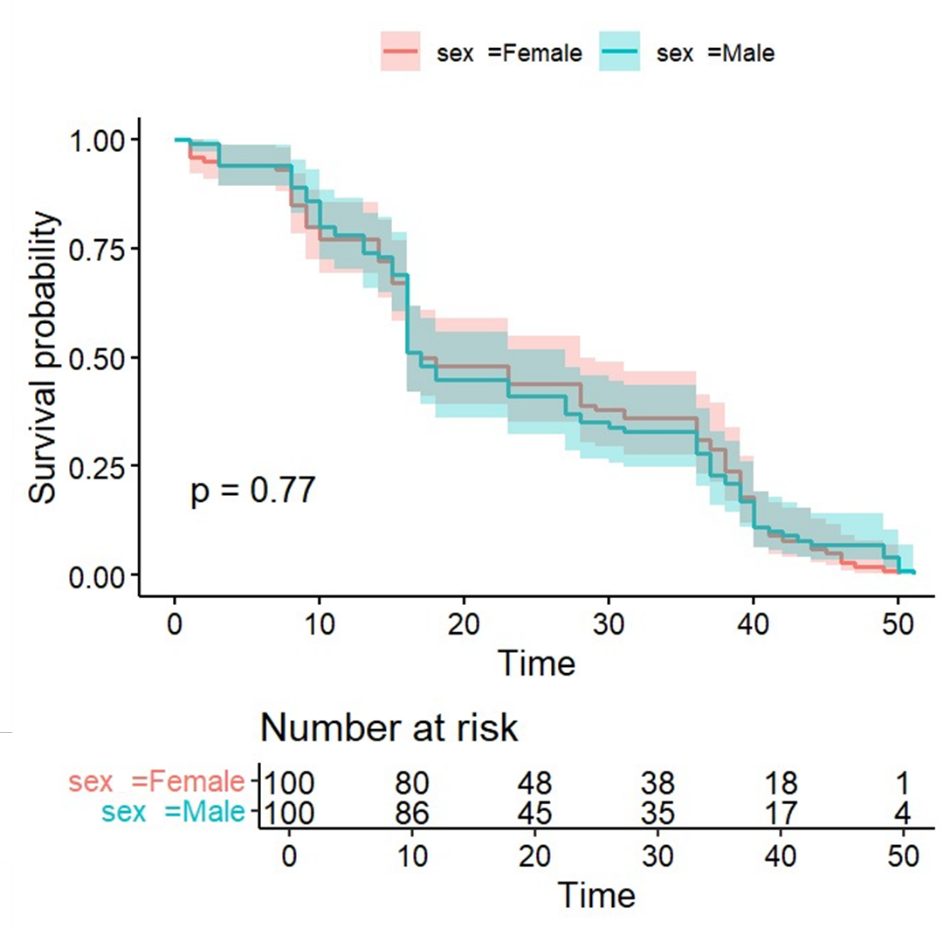 sex =Female sex =Male
1.00
0.75
0.50
0.25
0.00
Survival probability
p = 0.77
0 10 20 30 40 50
Time
Number at risk
sex =Female 100 80 48 38 18 1
sex =Male 100 86 45 35 17 4
0 10 20 30 40 50
Time